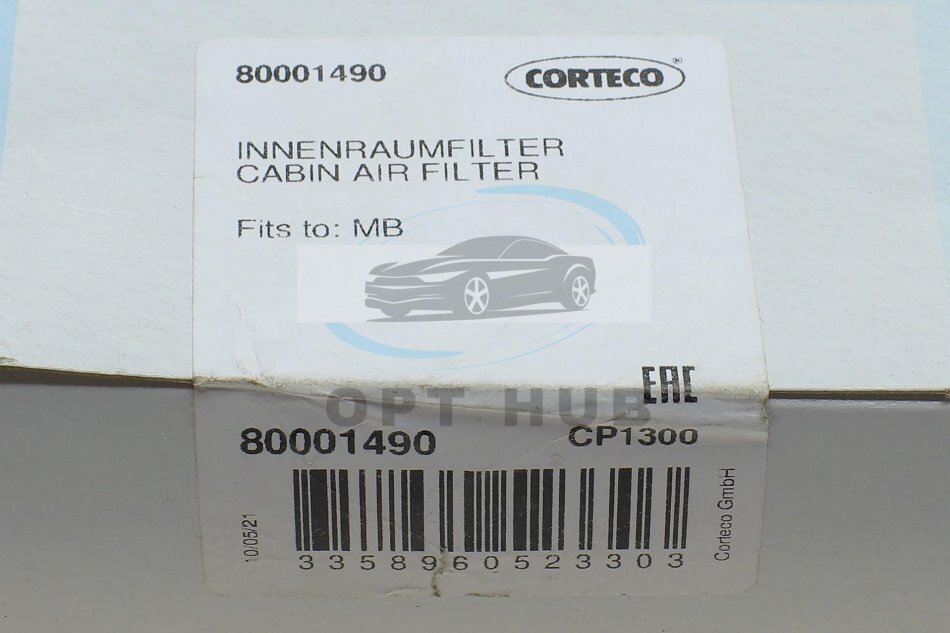 80001490
CORTECO®
INNENRAUMFILTER
CABIN AIR FILTER
Fits to: MB
EAC
OPT HUB
80001490
CP1300
10/05/21
3358960523303
Corteco GmbH